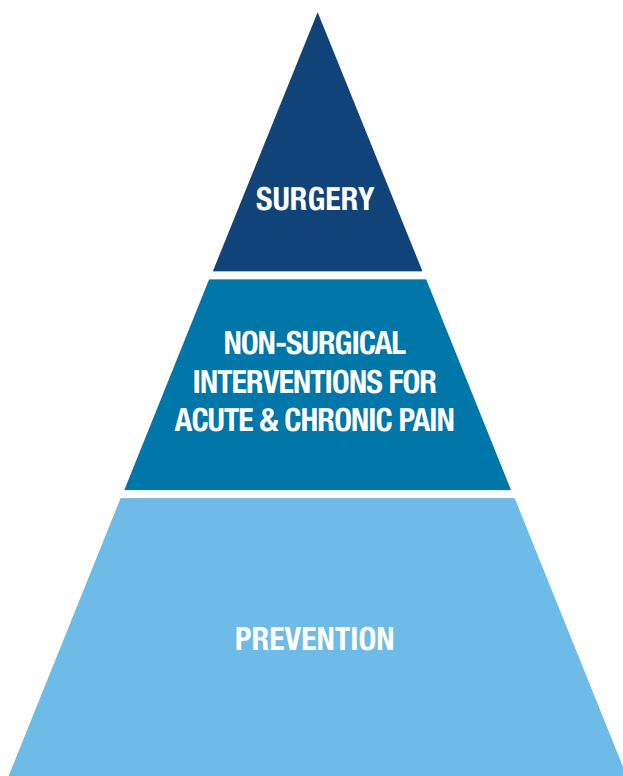 SURGERY
NON-SURGICAL
INTERVENTIONS FOR
ACUTE & CHRONIC PAIN
PREVENTION